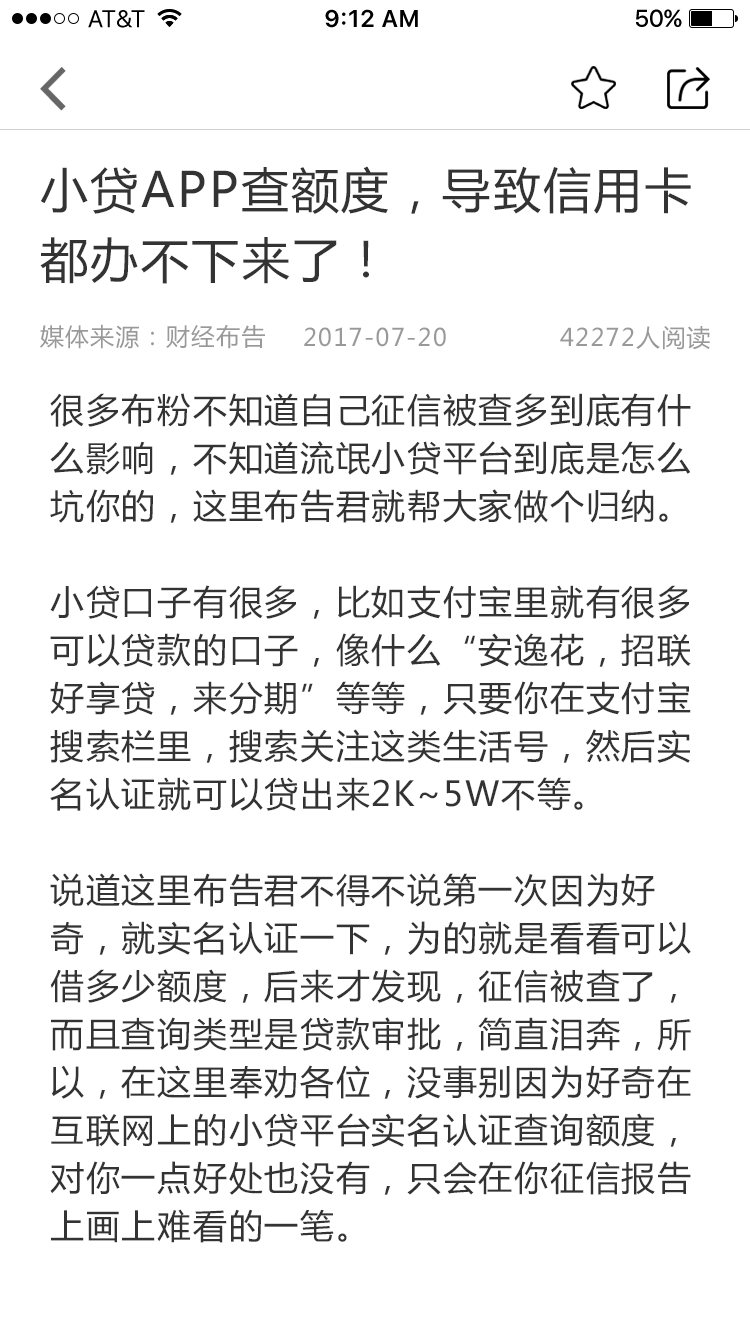 AT&T 9:12 AM 50%
小贷APP查额度，导致信用卡
都办不下来了！
媒体来源：财经布告 2017-07-20 42272人阅读
很多布粉不知道自己征信被查多到底有什
么影响，不知道流氓小贷平台到底是怎么
坑你的，这里布告君就帮大家做个归纳。
小贷口子有很多，比如支付宝里就有很多
可以贷款的口子，像什么“安逸花，招联
好享贷，来分期”等等，只要你在支付宝
搜索栏里，搜索关注这类生活号，然后实
名认证就可以贷出来2K~5W不等。
说道这里布告君不得不说第一次因为好
奇，就实名认证一下，为的就是看看可以
借多少额度，后来才发现，征信被查了，
而且查询类型是贷款审批，简直泪奔，所
以，在这里奉劝各位，没事别因为好奇在
互联网上的小贷平台实名认证查询额度，
对你一点好处也没有，只会在你征信报告
上画上难看的一笔。